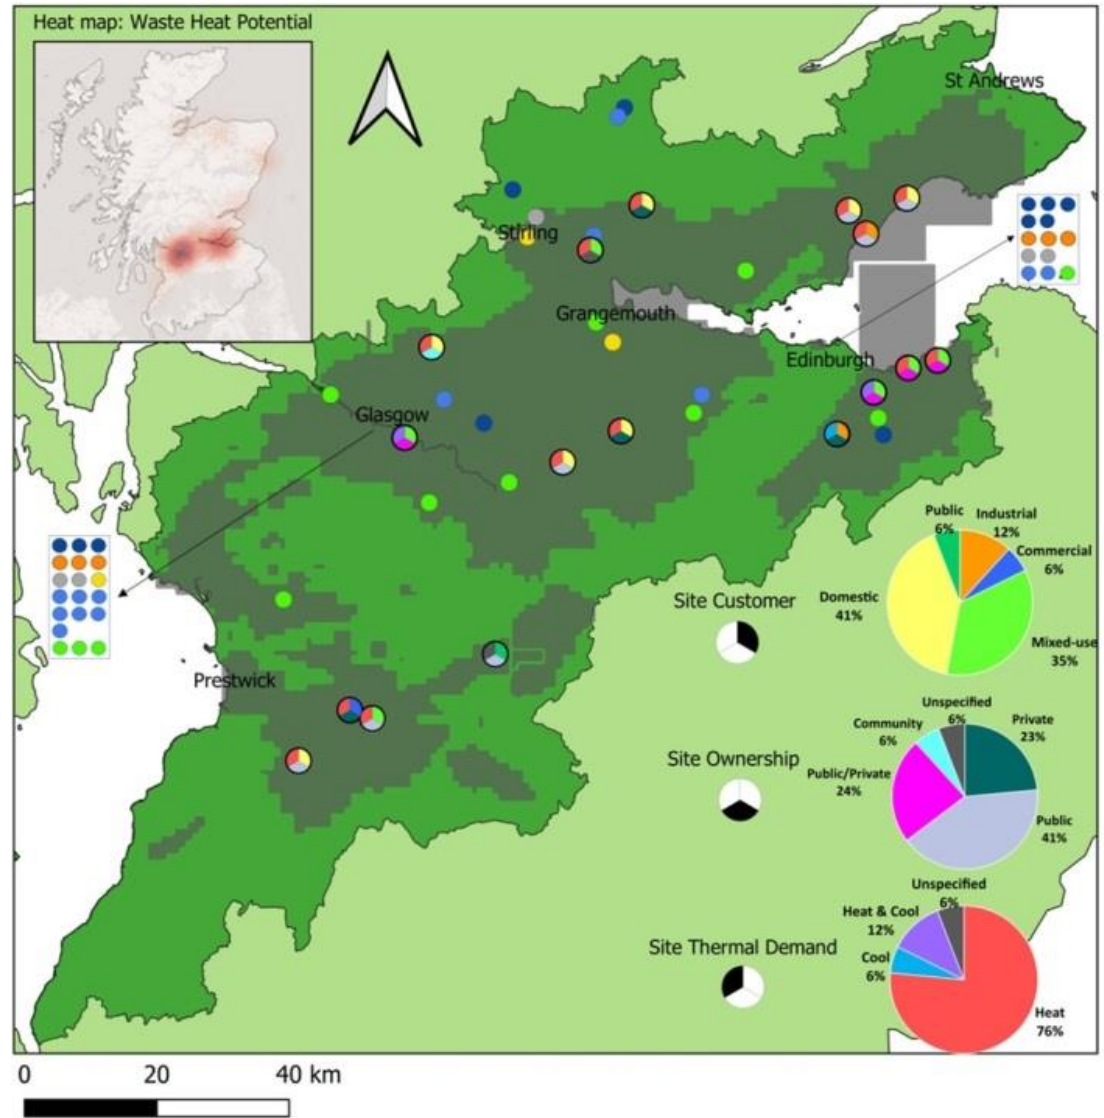 Heat map: Waste Heat Potential
St Andrews
Stirling
Grangemouth
Edinburgh
Glasgow
Prestwick
Site Customer
Public
6%
Industrial
12%
Commercial
6%
Domestic
41%
Mixed-use
35%
Site Ownership
Unspecified
6%
Private
23%
Community
6%
Public/Private
24%
Public
41%
Site Thermal Demand
Unspecified
6%
Heat & Cool
12%
Cool
6%
Heat
76%
0 20 40 km